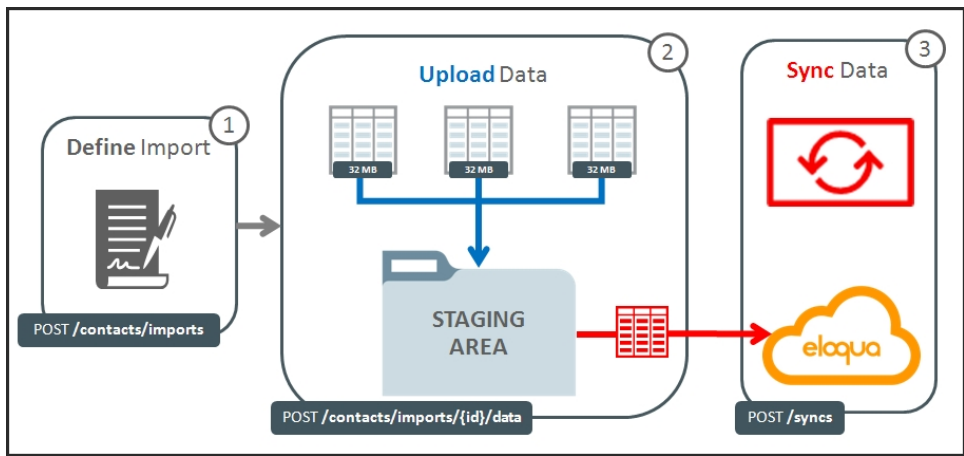 1
Define Import
POST /contacts/imports
2
Upload Data
32 MB
32 MB
32 MB
STAGING
AREA
POST /contacts/imports/{id}/data
3
Sync Data
eloqua
POST /syncs